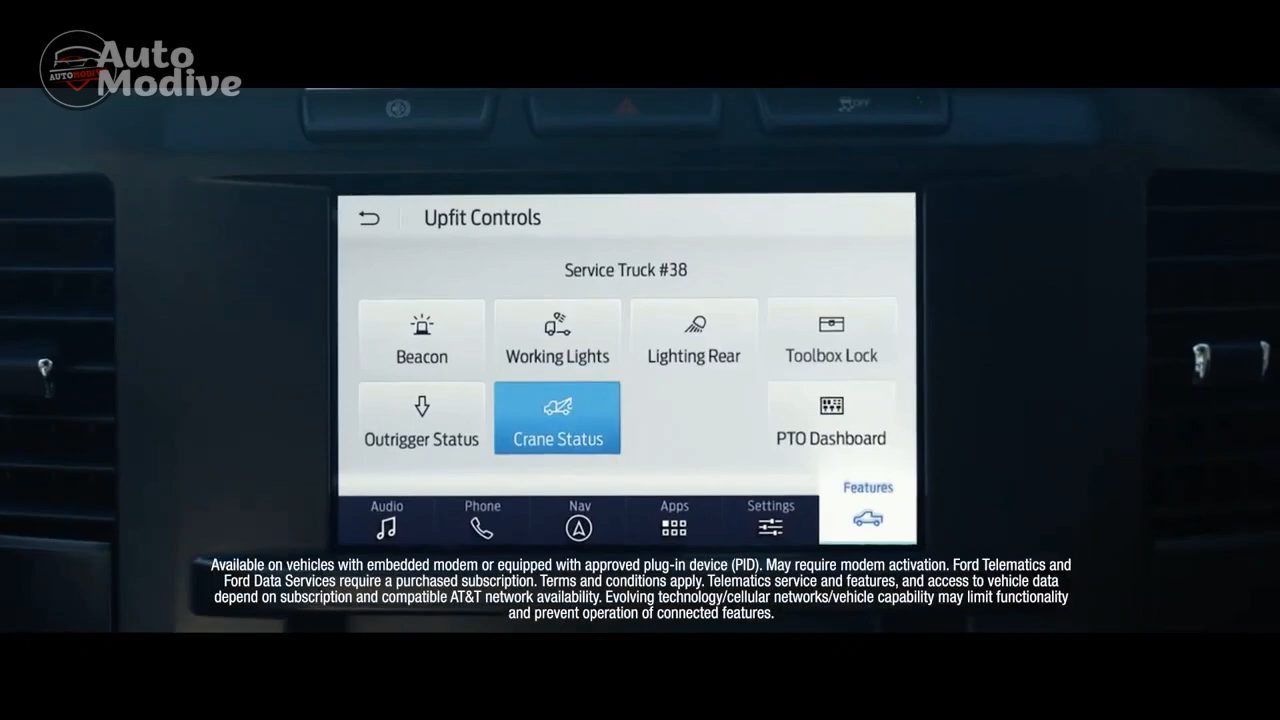 Auto
Modive
AUTOMODIVE
OFF
Upfit Controls
Service Truck #38
Beacon
Working Lights
Lighting Rear
Toolbox Lock
Outrigger Status
Crane Status
PTO Dashboard
Features
Audio
Phone
Nav
Apps
Settings
Available on vehicles with embedded modem or equipped with approved plug-in device (PID). May require modem activation. Ford Telematics and
Ford Data Services require a purchased subscription. Terms and conditions apply. Telematics service and features, and access to vehicle data
depend on subscription and compatible AT&T network availability. Evolving technology/cellular networks/vehicle capability may limit functionality
and prevent operation of connected features.